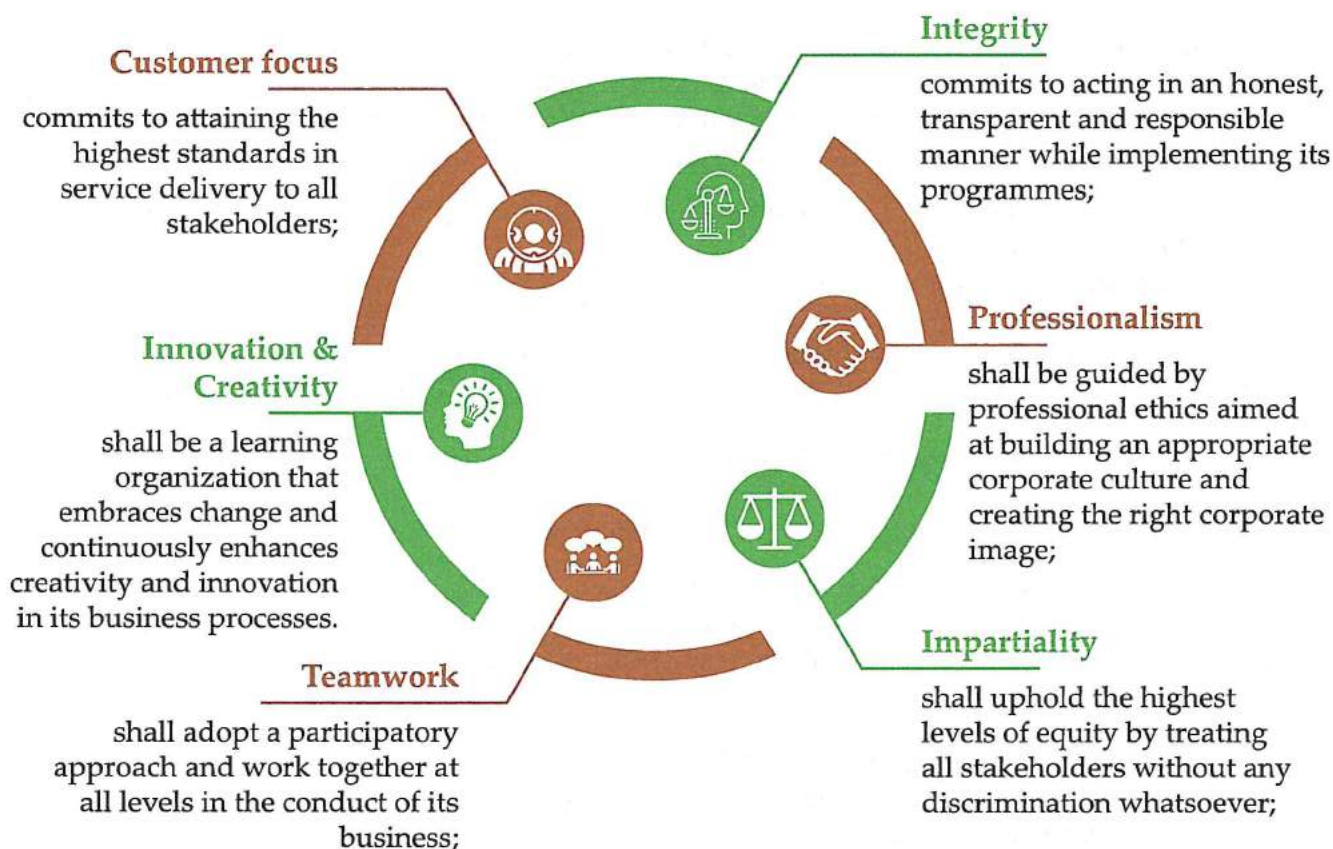 Integrity
commits to acting in an honest,
transparent and responsible
manner while implementing its
programmes;
Professionalism
shall be guided by
professional ethics aimed
at building an appropriate
corporate culture and
creating the right corporate
image;
Impartiality
shall uphold the highest
levels of equity by treating
all stakeholders without any
discrimination whatsoever;
Teamwork
shall adopt a participatory
approach and work together at
all levels in the conduct of its
business;
Innovation &
Creativity
shall be a learning
organization that
embraces change and
continuously enhances
creativity and innovation
in its business processes.
Customer focus
commits to attaining the
highest standards in
service delivery to all
stakeholders;